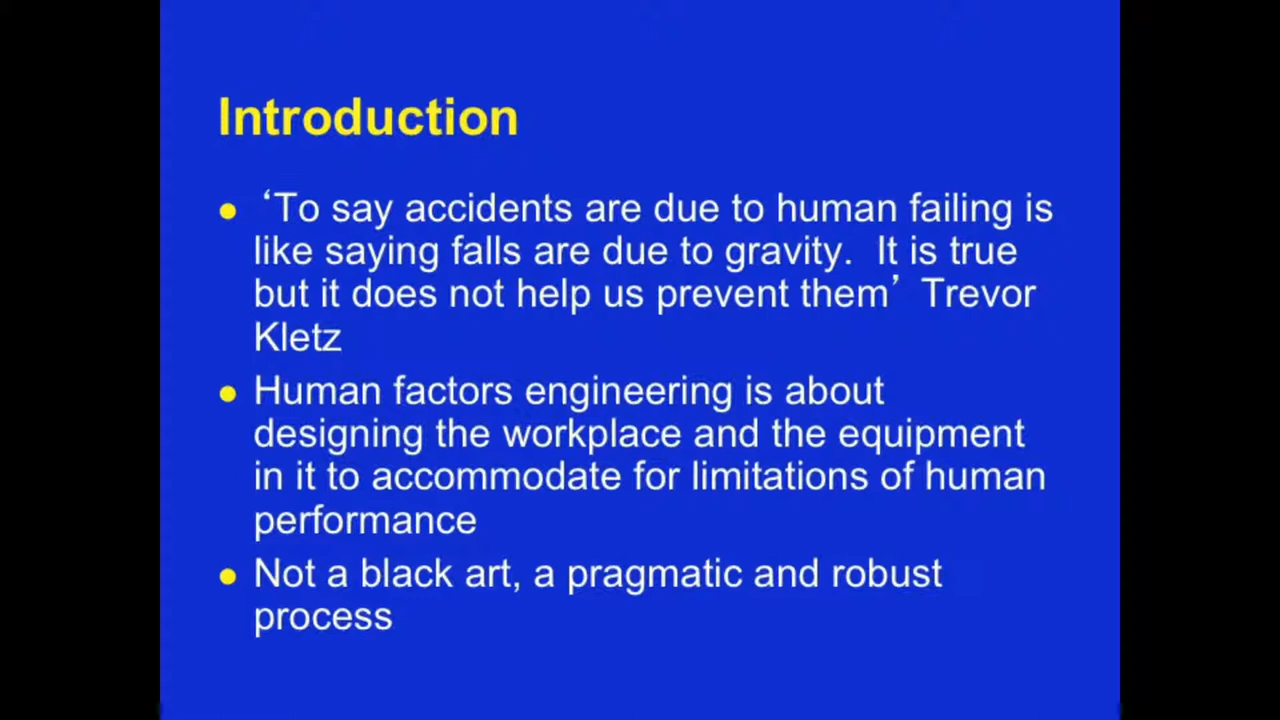 Introduction
‘To say accidents are due to human failing is
like saying falls are due to gravity. It is true
but it does not help us prevent them’ Trevor
Kletz
Human factors engineering is about
designing the workplace and the equipment
in it to accommodate for limitations of human
performance
Not a black art, a pragmatic and robust
process